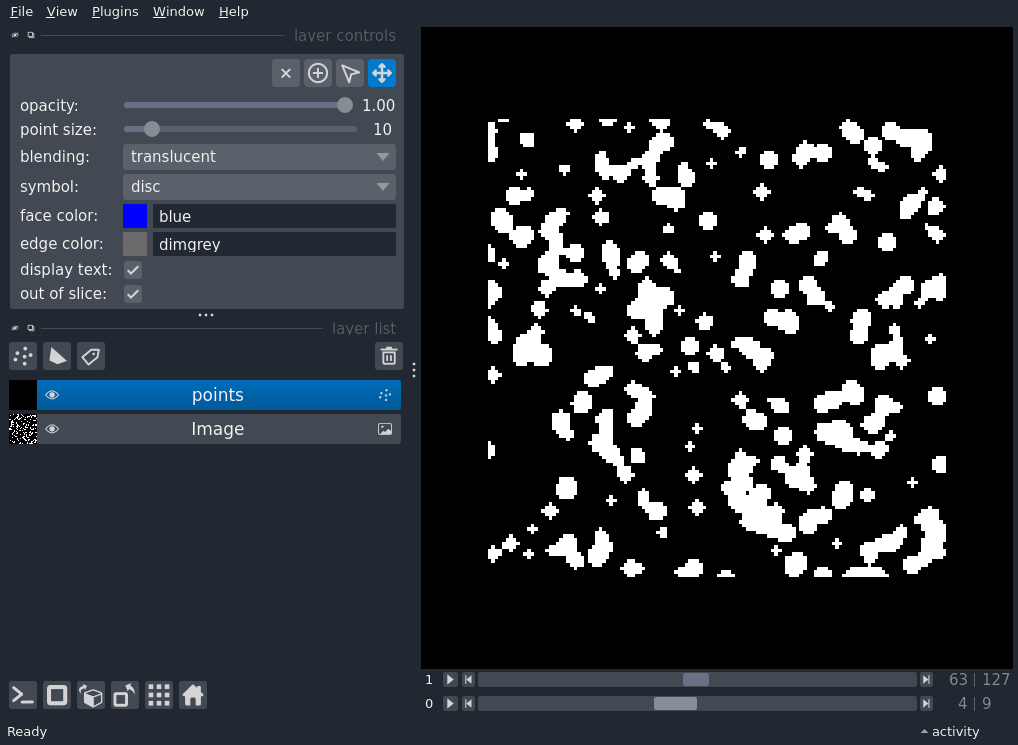 File View Plugins Window Help
layer controls
opacity: 1.00
point size: 10
blending: translucent
symbol: disc
face color: blue
edge color: dimgrey
display text:
out of slice:
layer list
points
Image
1 63 | 127
0 4 | 9
Ready activity